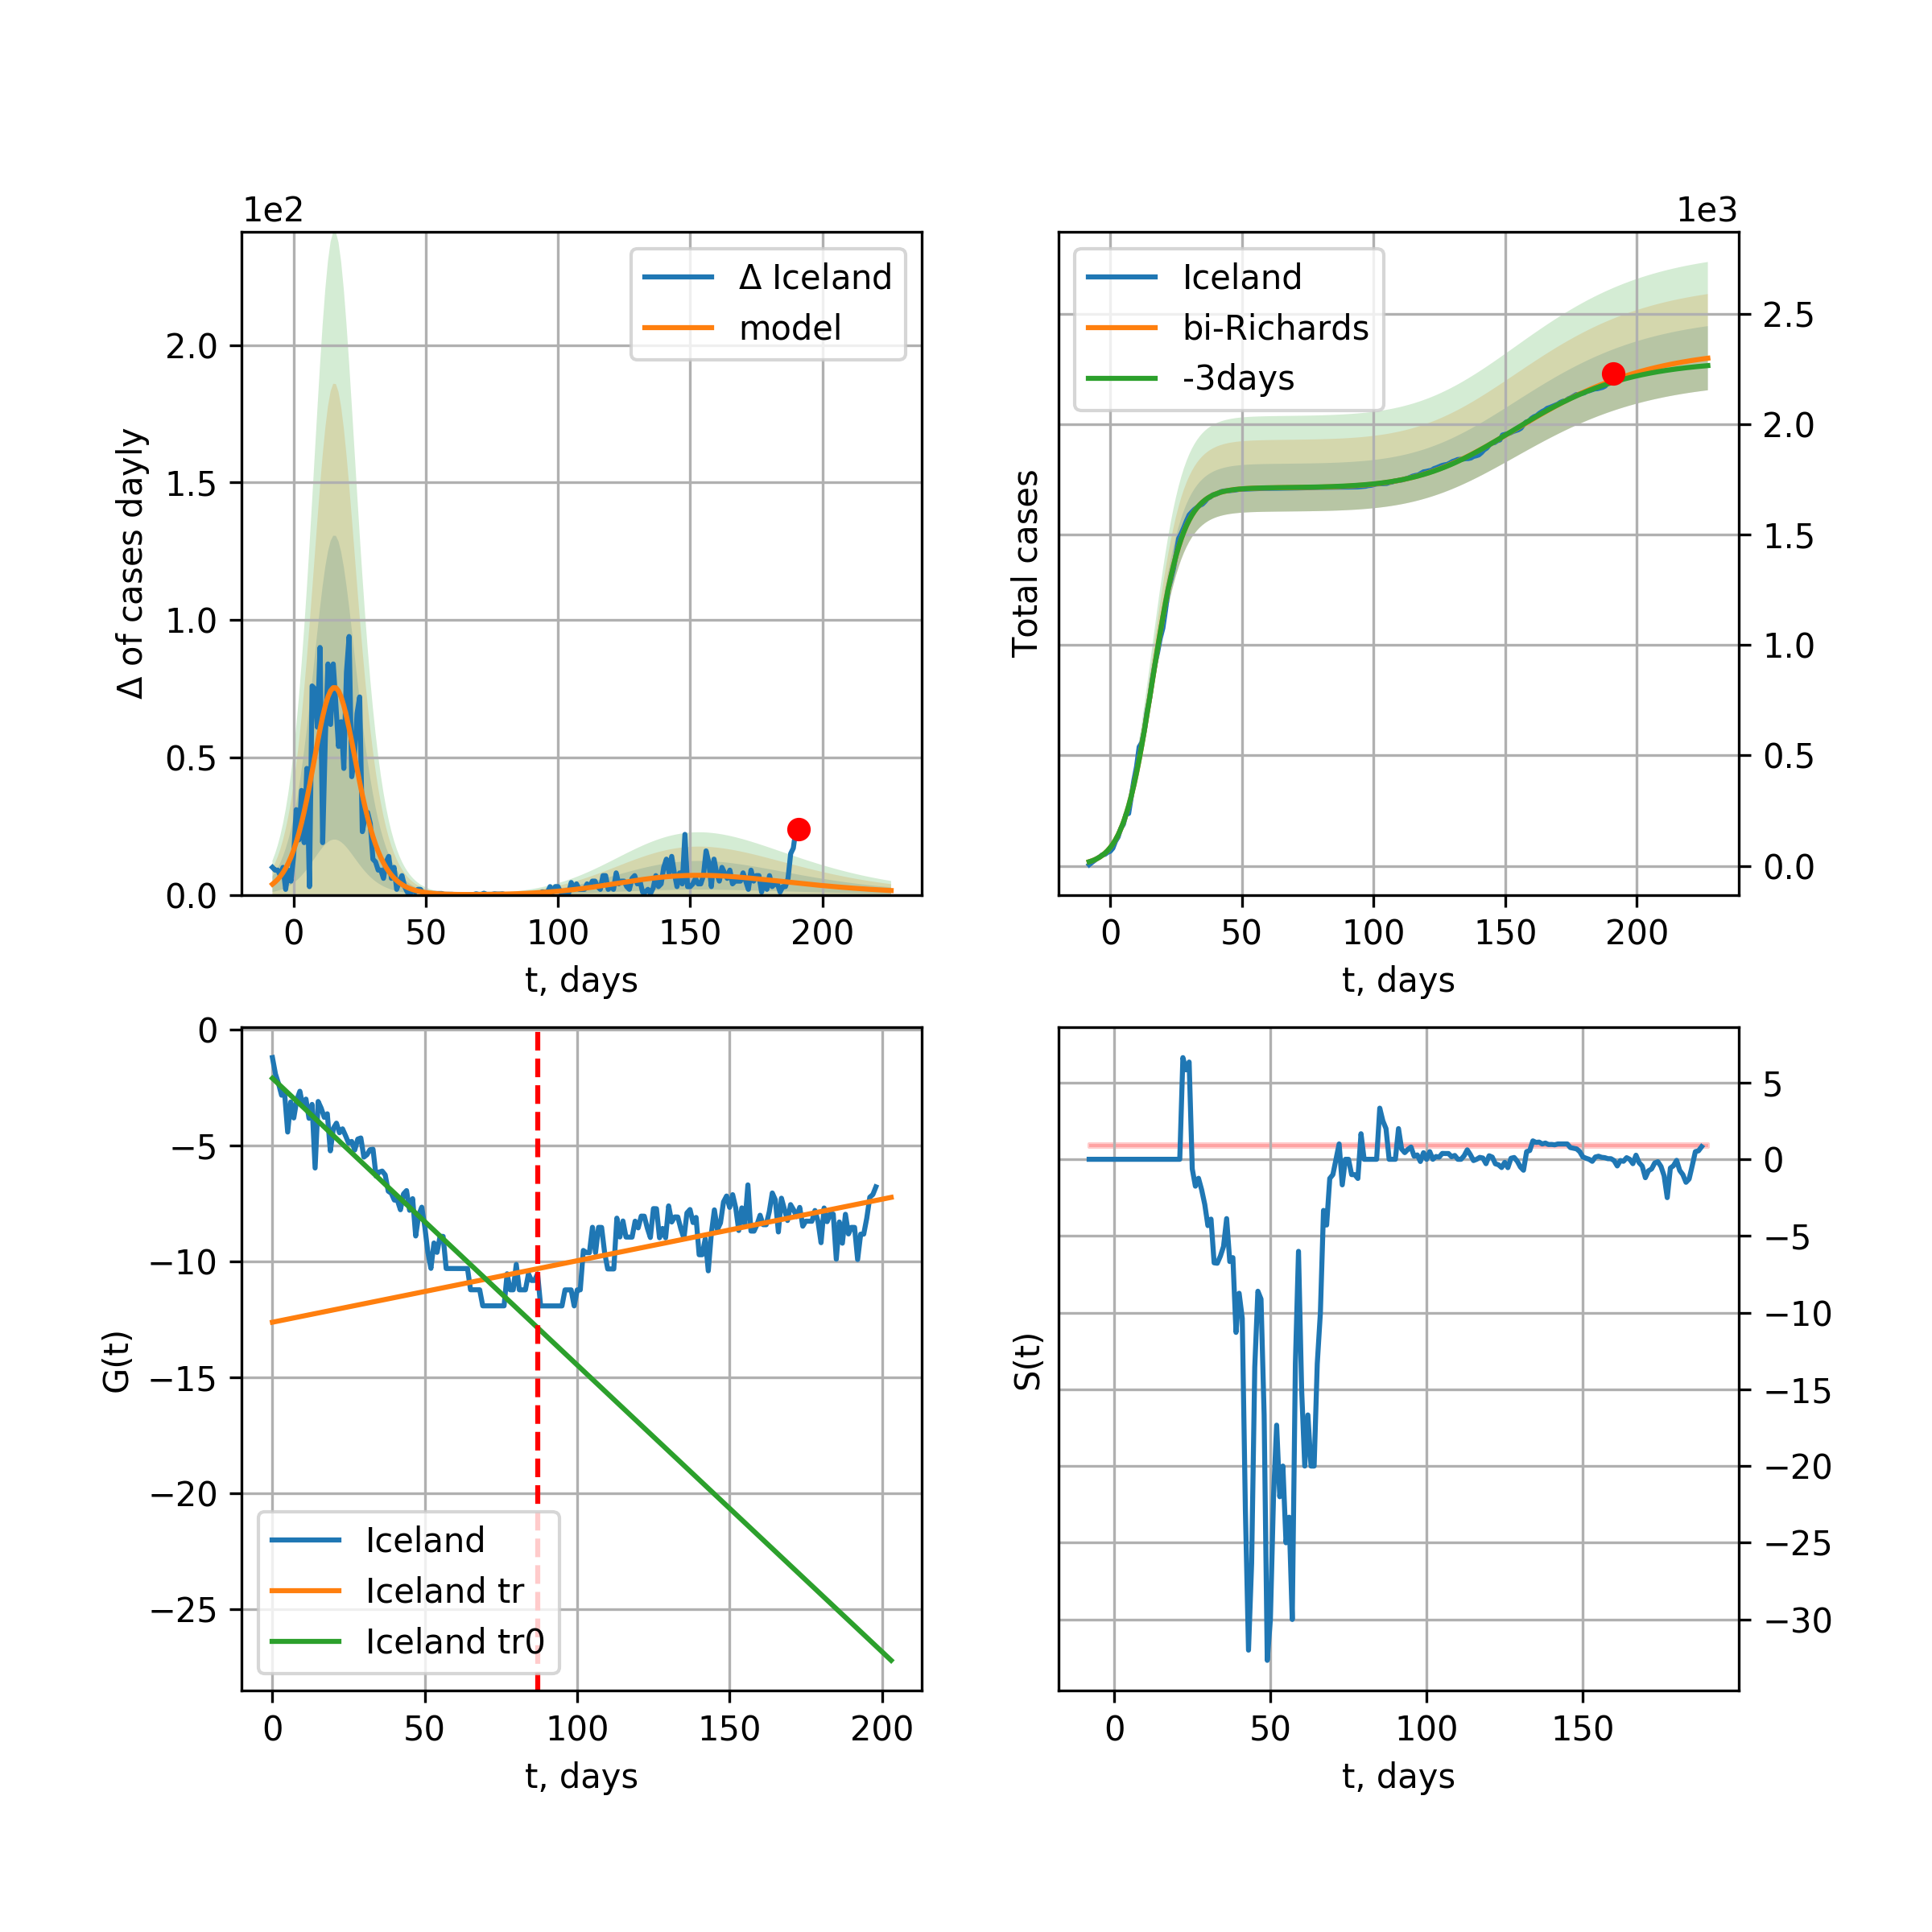 1e2
Δ of cases dayly
2.0
1.5
1.0
0.5
0.0
0 50 100 150 200
t, days
Δ Iceland
model
1e3
Total cases
2.5
2.0
1.5
1.0
0.5
0.0
0 50 100 150 200
t, days
Iceland
bi-Richards
-3days
G(t)
0
−5
−10
−15
−20
−25
0 50 100 150 200
t, days
Iceland
Iceland tr
Iceland tr0
S(t)
5
0
−5
−10
−15
−20
−25
−30
0 50 100 150
t, days